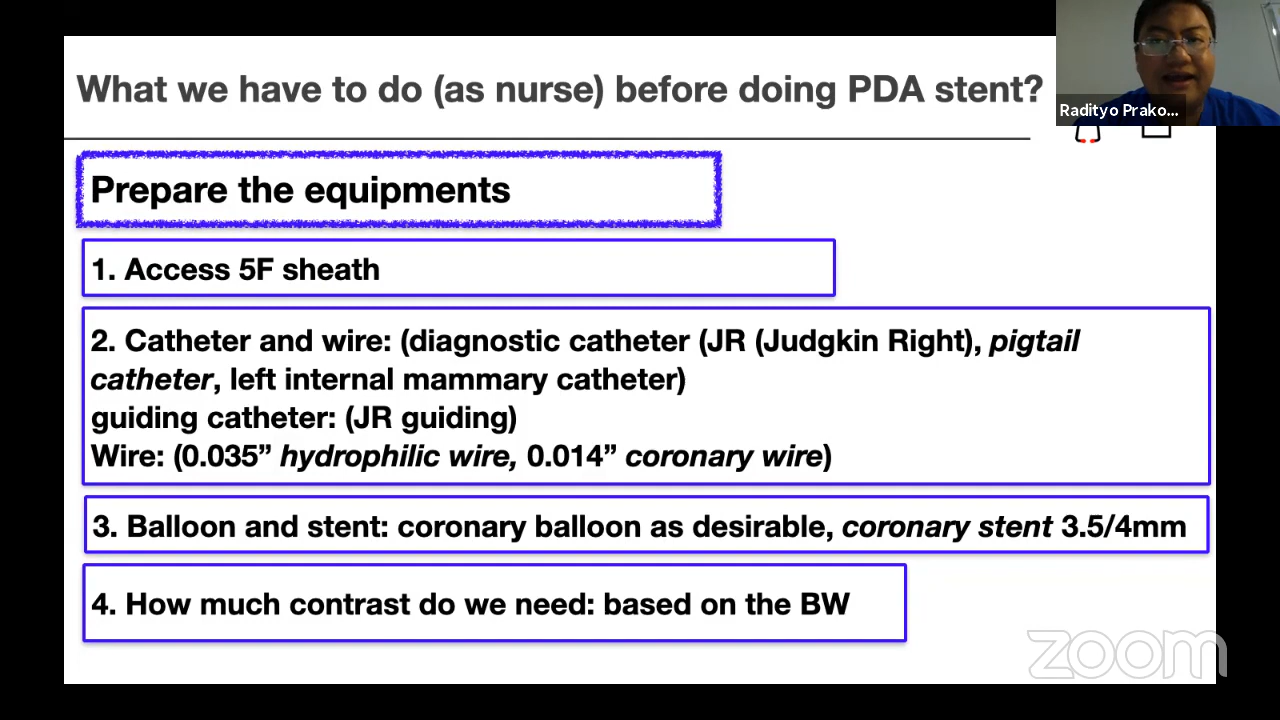 What we have to do (as nurse) before doing PDA stent?
Radityo Prako...
Prepare the equipments
1. Access 5F sheath
2. Catheter and wire: (diagnostic catheter (JR (Judgkin Right), pigtail
catheter, left internal mammary catheter)
guiding catheter: (JR guiding)
Wire: (0.035” hydrophilic wire, 0.014” coronary wire)
3. Balloon and stent: coronary balloon as desirable, coronary stent 3.5/4mm
4. How much contrast do we need: based on the BW
zoom